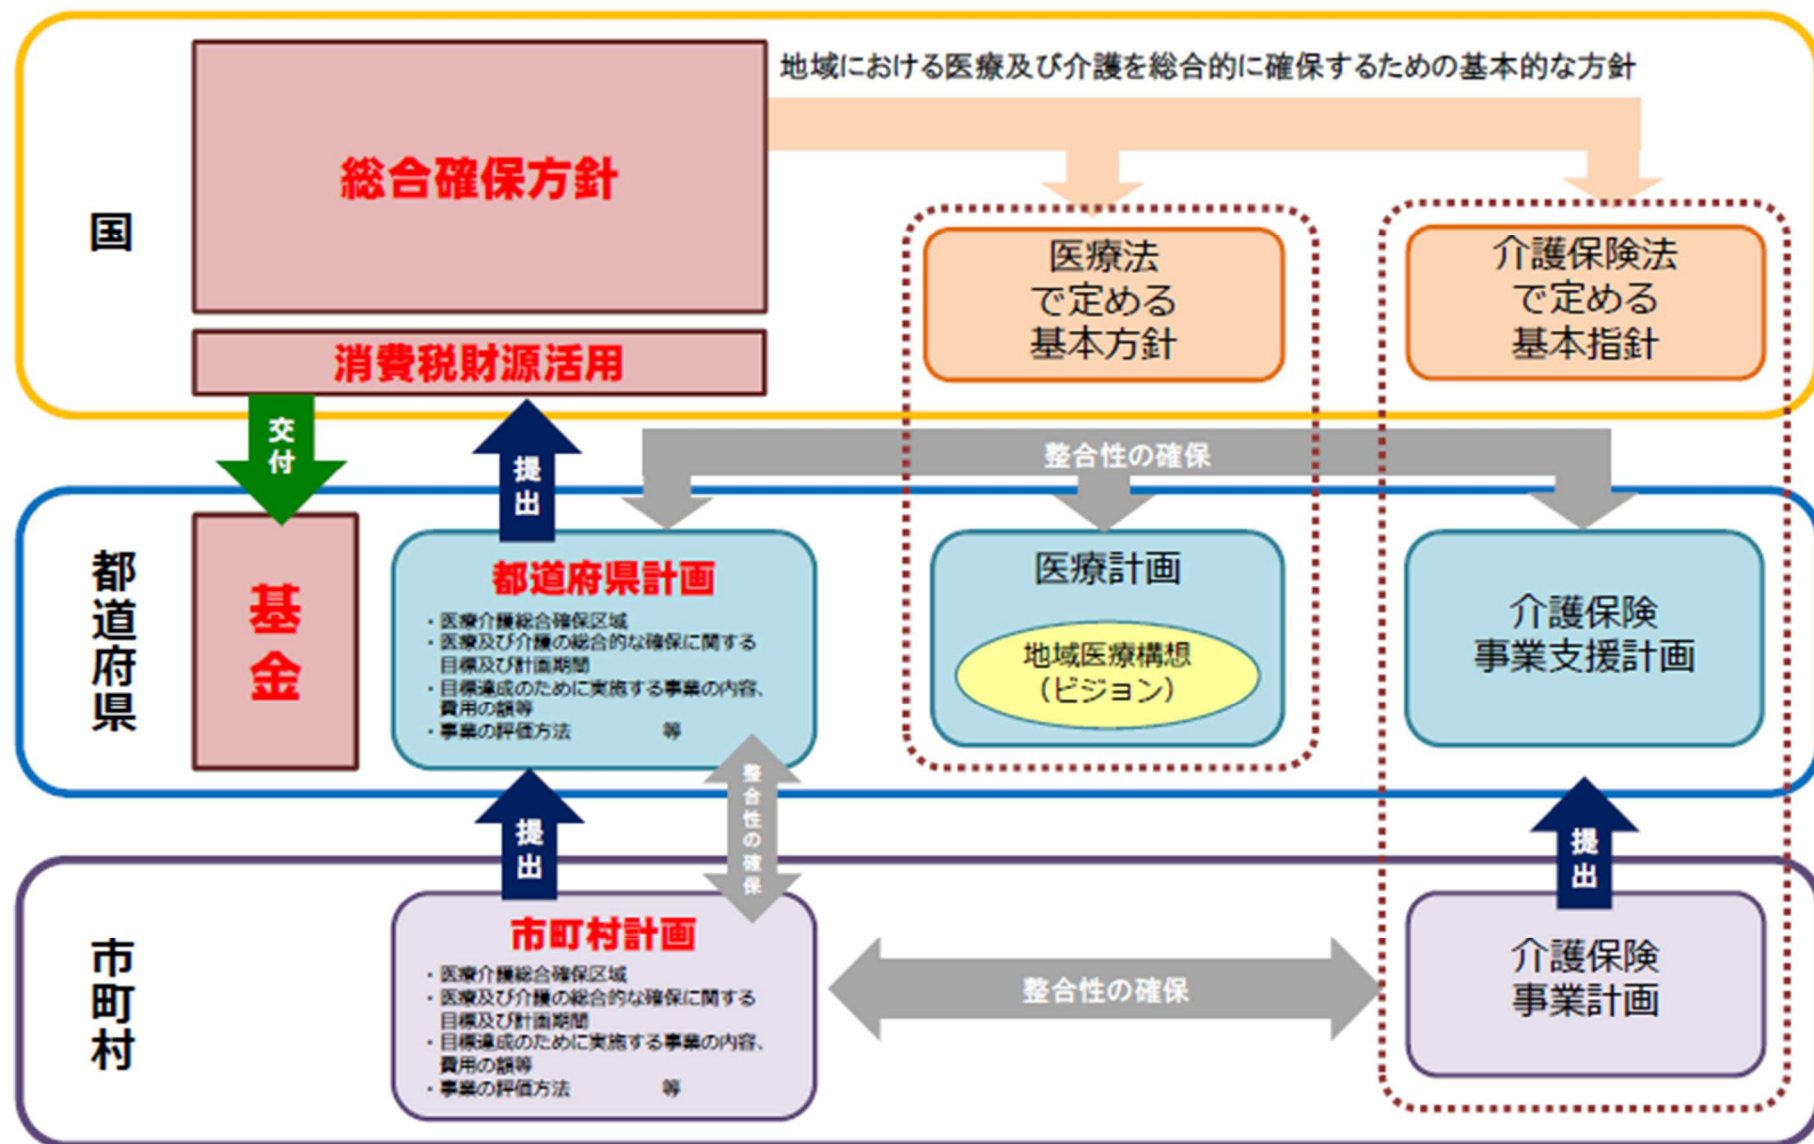 地域における医療及び介護を総合的に確保するための基本的な方針
国
総合確保方針
消費税財源活用
医療法
で定める
基本方針
介護保険法
で定める
基本指針
交付
提出
整合性の確保
都道府県
基金
都道府県計画
・医療介護総合確保区域
・医療及び介護の総合的な確保に関する
目標及び計画期間
・目標達成のために実施する事業の内容、
費用の額等
・事業の評価方法 等
医療計画
地域医療構想
（ビジョン）
介護保険
事業支援計画
提出
整合性の確保
提出
市町村
市町村計画
・医療介護総合確保区域
・医療及び介護の総合的な確保に関する
目標及び計画期間
・目標達成のために実施する事業の内容、
費用の額等
・事業の評価方法 等
整合性の確保
介護保険
事業計画